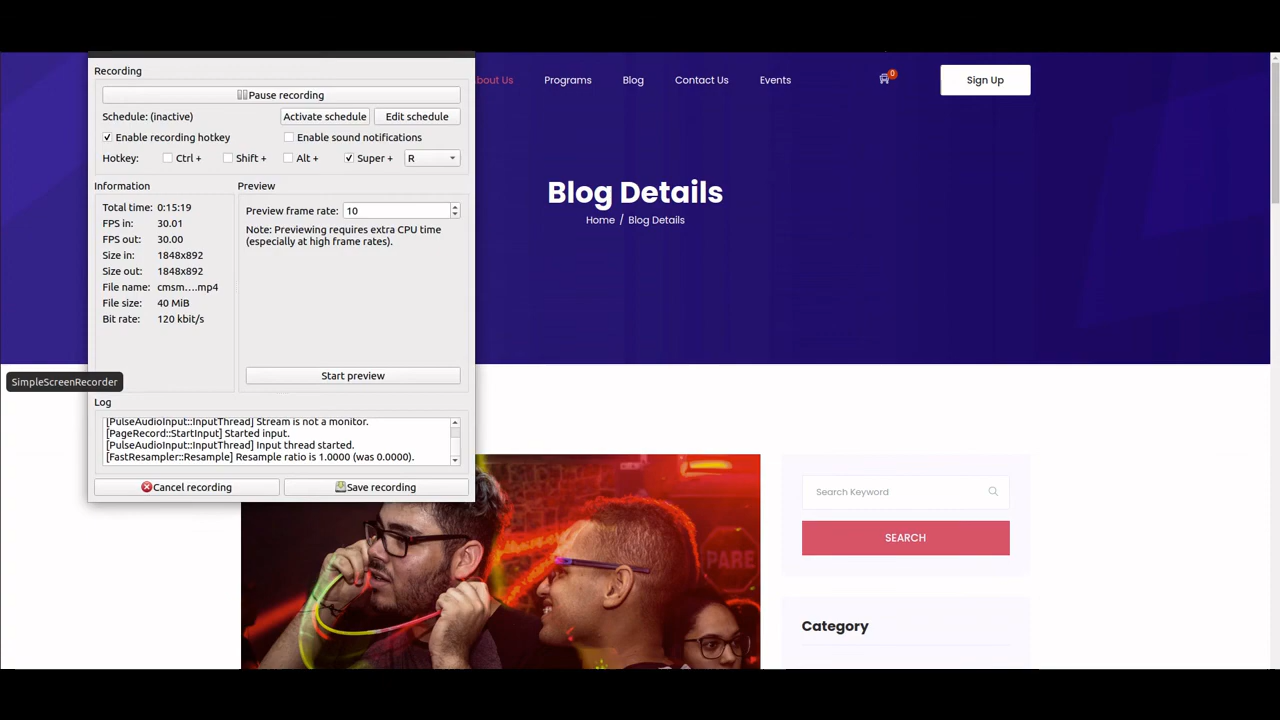 Recording
Pause recording
Schedule: (inactive)
Activate schedule
Edit schedule
Enable recording hotkey
Enable sound notifications
Hotkey:
Ctrl +
Shift +
Alt +
Super +
R
Information
Total time: 0:15:19
FPS in: 30.01
FPS out: 30.00
Size in: 1848x892
Size out: 1848x892
File name: cmsm....mp4
File size: 40 MiB
Bit rate: 120 kbit/s
Preview
Preview frame rate: 10
Note: Previewing requires extra CPU time
(especially at high frame rates).
Start preview
SimpleScreenRecorder
Log
[PulseAudioInput::InputThread] Stream is not a monitor.
[PageRecord::StartInput] Started input.
[PulseAudioInput::InputThread] Input thread started.
[FastResampler::Resample] Resample ratio is 1.0000 (was 0.0000).
Cancel recording
Save recording
bout Us
Programs
Blog
Contact Us
Events
0
Sign Up
Blog Details
Home / Blog Details
PARE
Search Keyword
SEARCH
Category